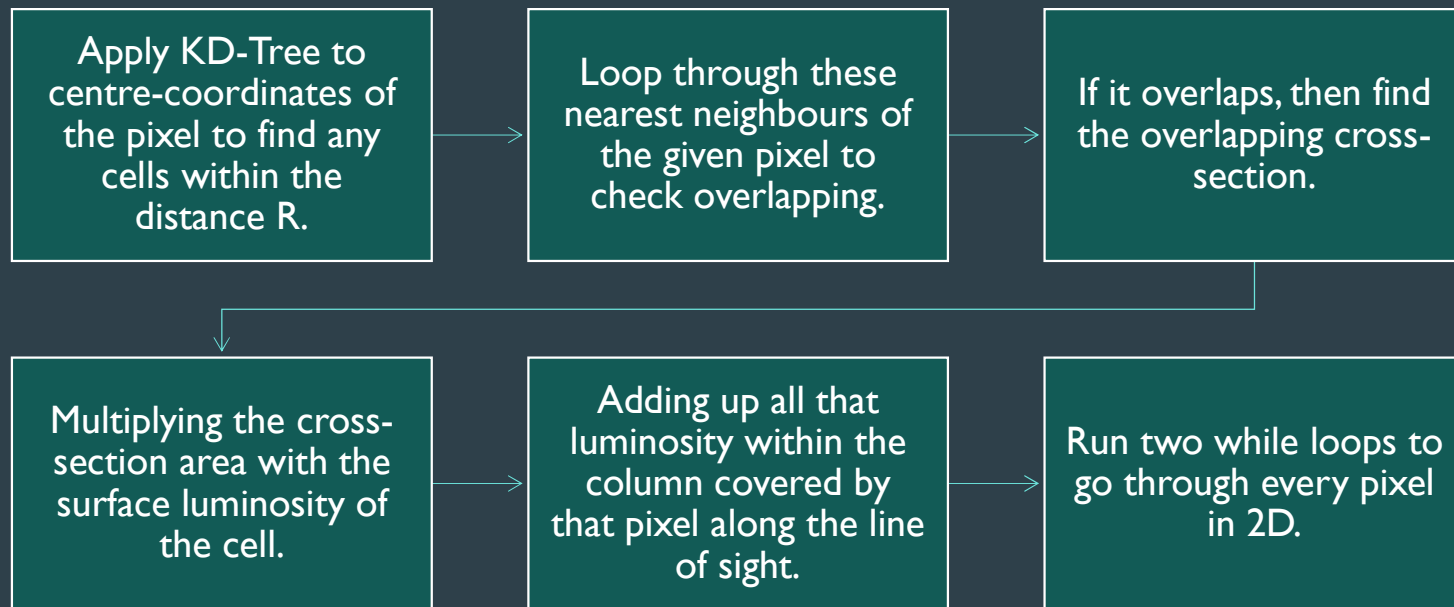 Apply KD-Tree to
centre-coordinates of
the pixel to find any
cells within the
distance R.
Loop through these
nearest neighbours of
the given pixel to
check overlapping.
If it overlaps, then find
the overlapping cross-
section.
Multiplying the cross-
section area with the
surface luminosity of
the cell.
Adding up all that
luminosity within the
column covered by
that pixel along the line
of sight.
Run two while loops to
go through every pixel
in 2D.